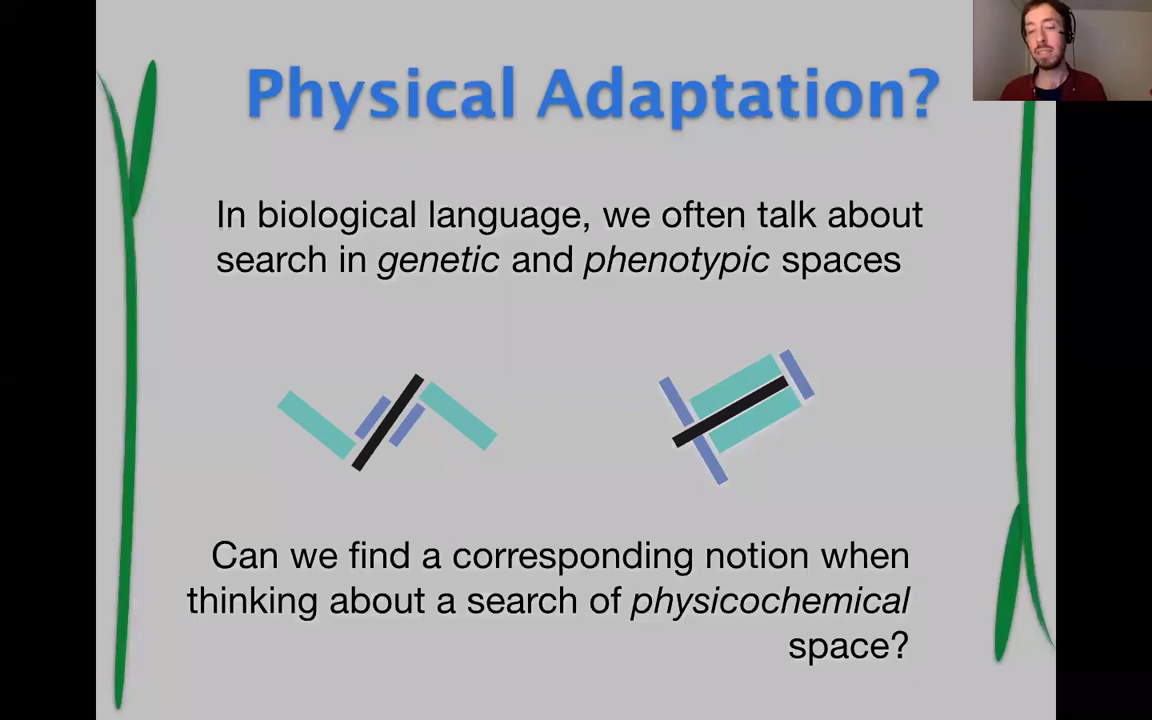 Physical Adaptation?
In biological language, we often talk about
search in genetic and phenotypic spaces
Can we find a corresponding notion when
thinking about a search of physicochemical
space?